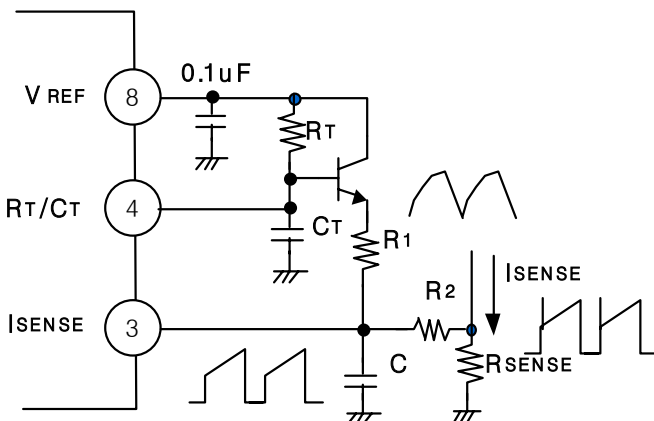 0.1uF
VREF 8
RT
RT/CT 4
CT
R1
ISENSE
R2
ISENSE 3
C
RSENSE